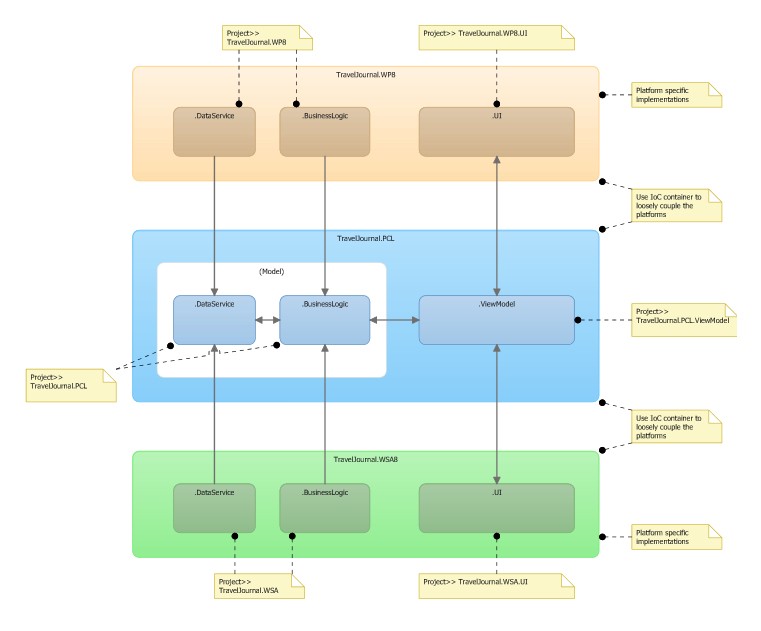 Project>>
TravelJournal.WP8
Project>> TravelJournal.WP8.UI
TravelJournal.WP8
Platform specific
implementations
.DataService
.BusinessLogic
.UI
Use IoC container to
loosely couple the
platforms
TravelJournal.PCL
(Model)
.DataService
.BusinessLogic
.ViewModel
Project>>
TravelJournal.PCL.ViewModel
Project>>
TravelJournal.PCL
Use IoC container to
loosely couple the
platforms
TravelJournal.WSA8
.DataService
.BusinessLogic
.UI
Platform specific
implementations
Project>>
TravelJournal.WSA
Project>> TravelJournal.WSA.UI